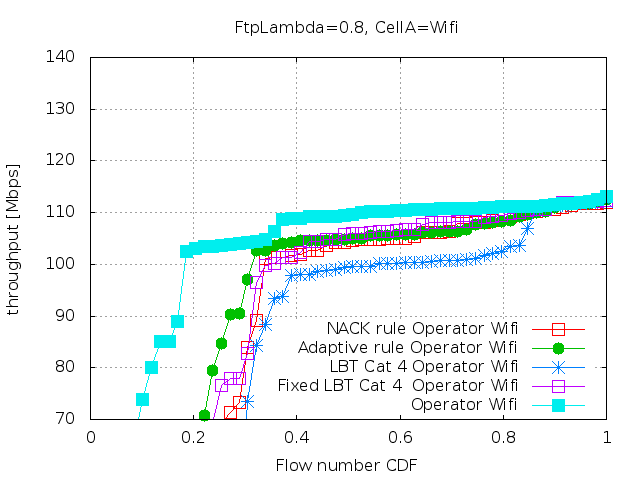 FtpLambda=0.8, CellA=Wifi
140
130
120
110
100
90
80
70
throughput [Mbps]
NACK rule Operator Wifi
Adaptive rule Operator Wifi
LBT Cat 4 Operator Wifi
Fixed LBT Cat 4  Operator Wifi
Operator Wifi
0 0.2 0.4 0.6 0.8 1
Flow number CDF